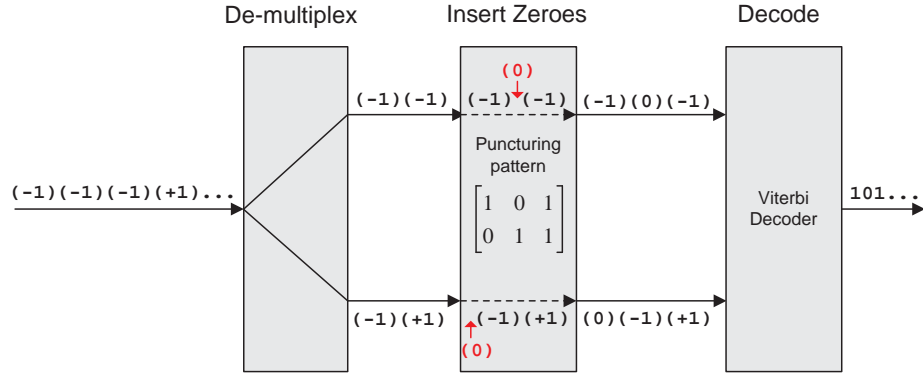 De-multiplex
Insert Zeroes
Decode
(0)
(-1)(-1)
(-1) (-1)
(-1)(0)(-1)
Puncturing
pattern
(-1)(-1)(-1)(+1)...
1 0 1
0 1 1
Viterbi
Decoder
101...
(-1)(+1)
(-1)(+1)
(0)(-1)(+1)
(0)